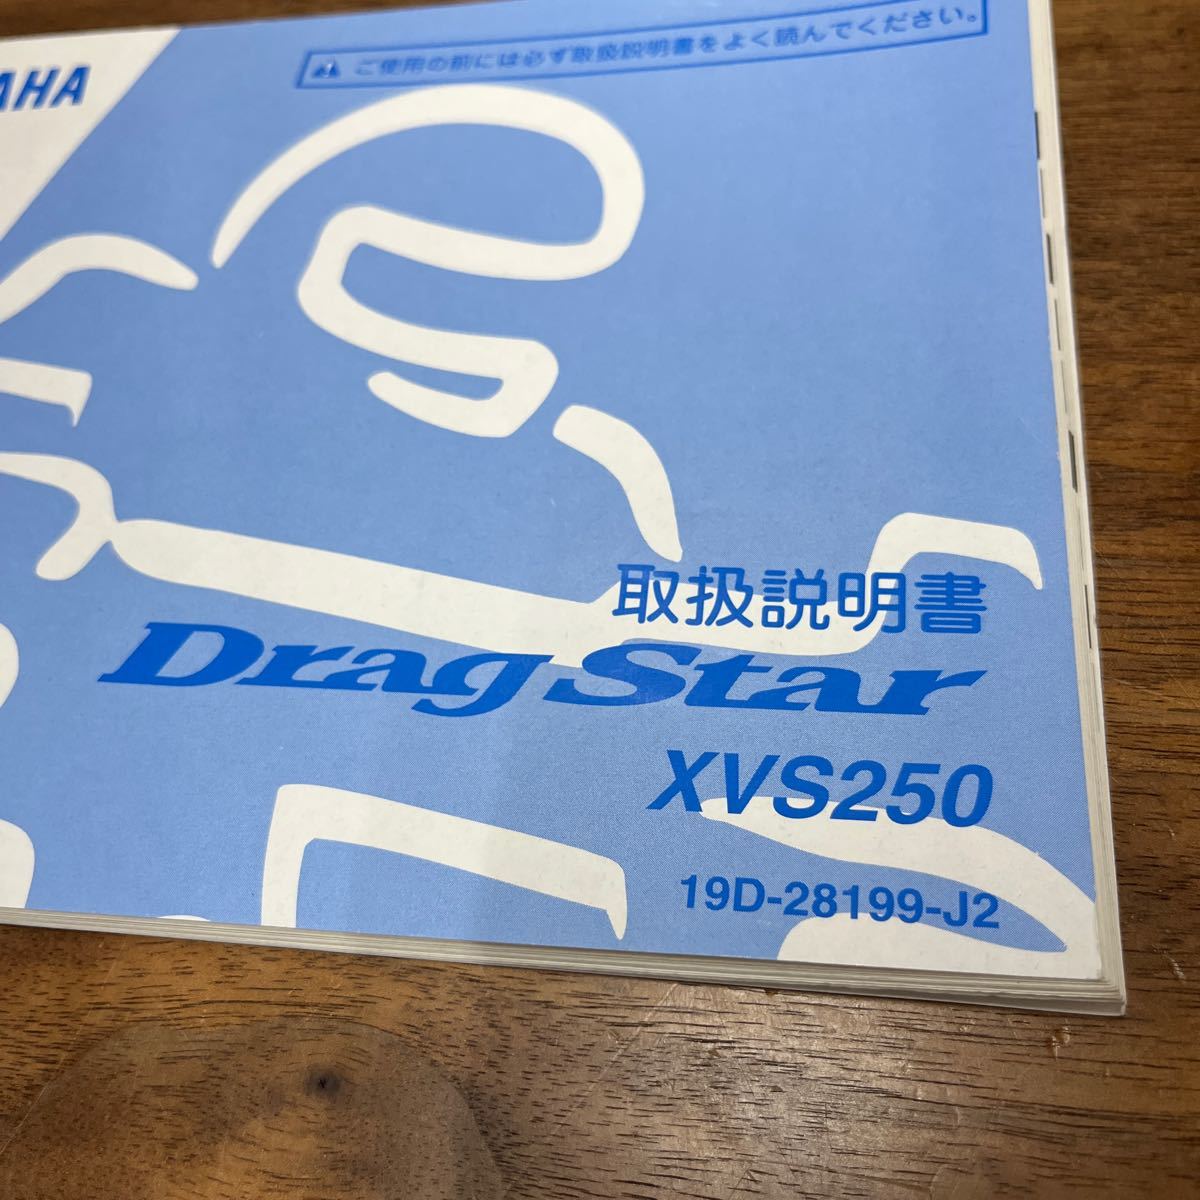 AHA
ご使用の前には必ず取扱説明書をよく読んでください。
取扱説明書
DragStar
XVS250
19D-28199-J2